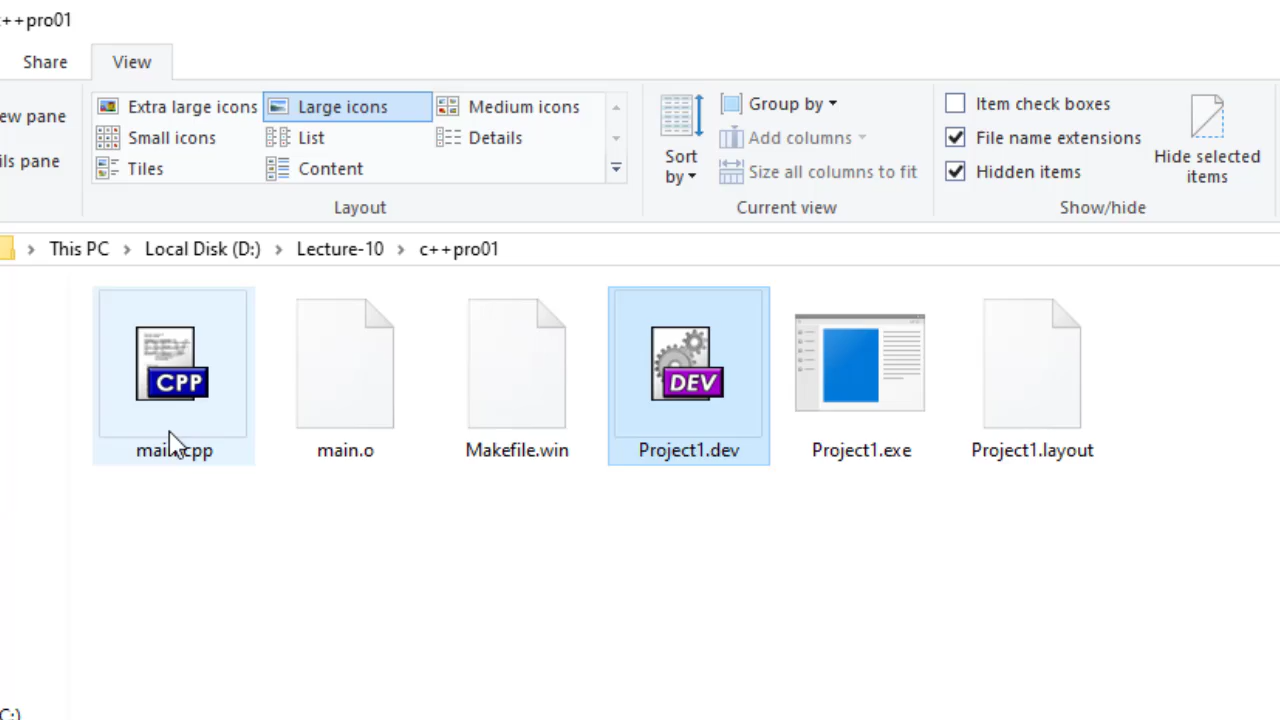 c++pro01
Share
View
ew pane
ils pane
Extra large icons
Large icons
Medium icons
Small icons
List
Details
Tiles
Content
Layout
Sort
by
Group by
Add columns
Size all columns to fit
Current view
Item check boxes
File name extensions
Hidden items
Hide selected
items
Show/hide
This PC > Local Disk (D:) > Lecture-10 > c++pro01
CPP
DEV
main.cpp
main.o
Makefile.win
Project1.dev
Project1.exe
Project1.layout
C:)